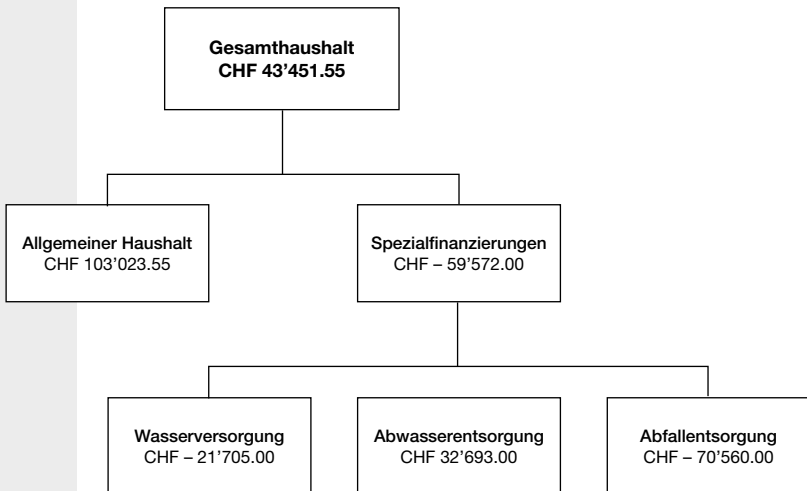 Gesamthaushalt
CHF 43’451.55
Allgemeiner Haushalt
CHF 103’023.55
Spezialfinanzierungen
CHF – 59’572.00
Wasserversorgung
CHF – 21’705.00
Abwasserentsorgung
CHF 32’693.00
Abfallentsorgung
CHF – 70’560.00